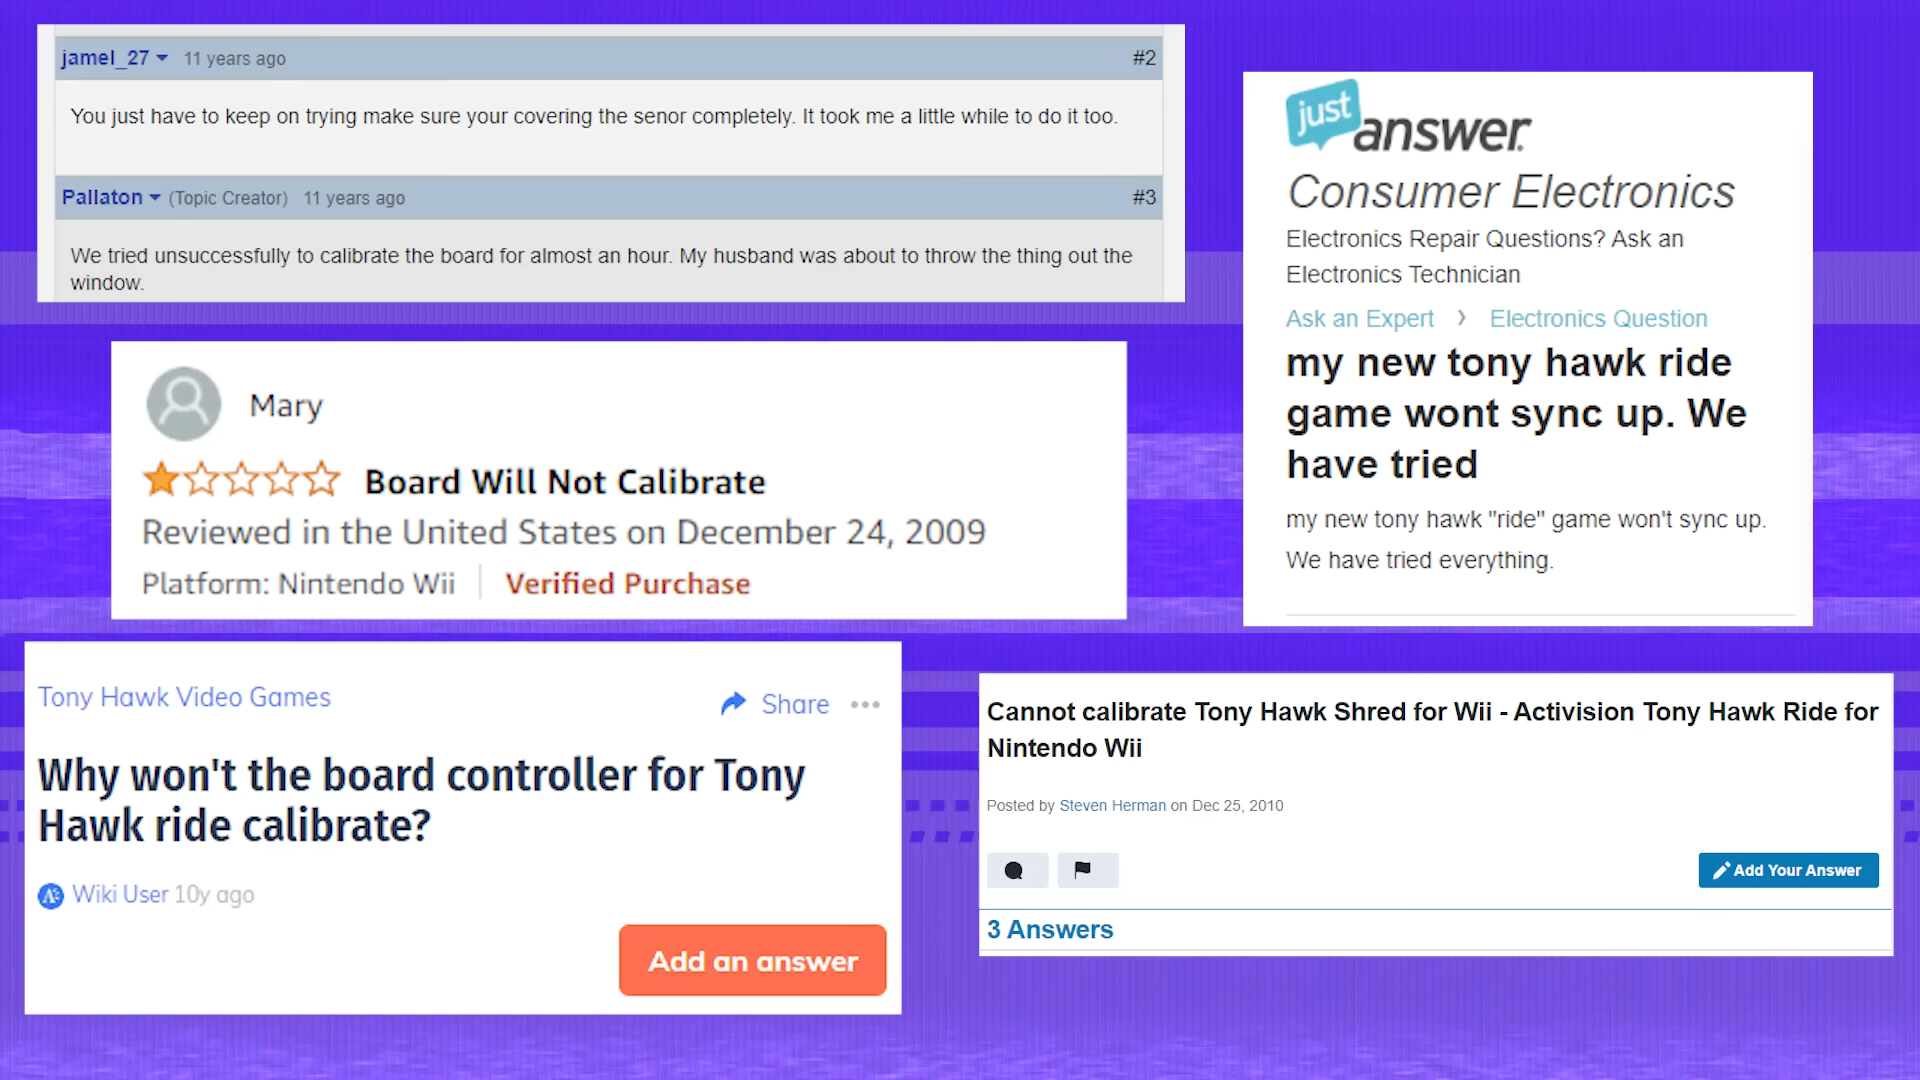 jamel_27 11 years ago #2
You just have to keep on trying make sure your covering the senor completely. It took me a little while to do it too.
Pallaton (Topic Creator) 11 years ago #3
We tried unsuccessfully to calibrate the board for almost an hour. My husband was about to throw the thing out the
window.
just
answer.
Consumer Electronics
Electronics Repair Questions? Ask an
Electronics Technician
Ask an Expert › Electronics Question
my new tony hawk ride
game wont sync up. We
have tried
my new tony hawk "ride" game won't sync up.
We have tried everything.
Mary
Board Will Not Calibrate
Reviewed in the United States on December 24, 2009
Platform: Nintendo Wii | Verified Purchase
Tony Hawk Video Games
Share
Why won't the board controller for Tony
Hawk ride calibrate?
Wiki User 10y ago
Add an answer
Cannot calibrate Tony Hawk Shred for Wii - Activision Tony Hawk Ride for
Nintendo Wii
Posted by Steven Herman on Dec 25, 2010
Add Your Answer
3 Answers